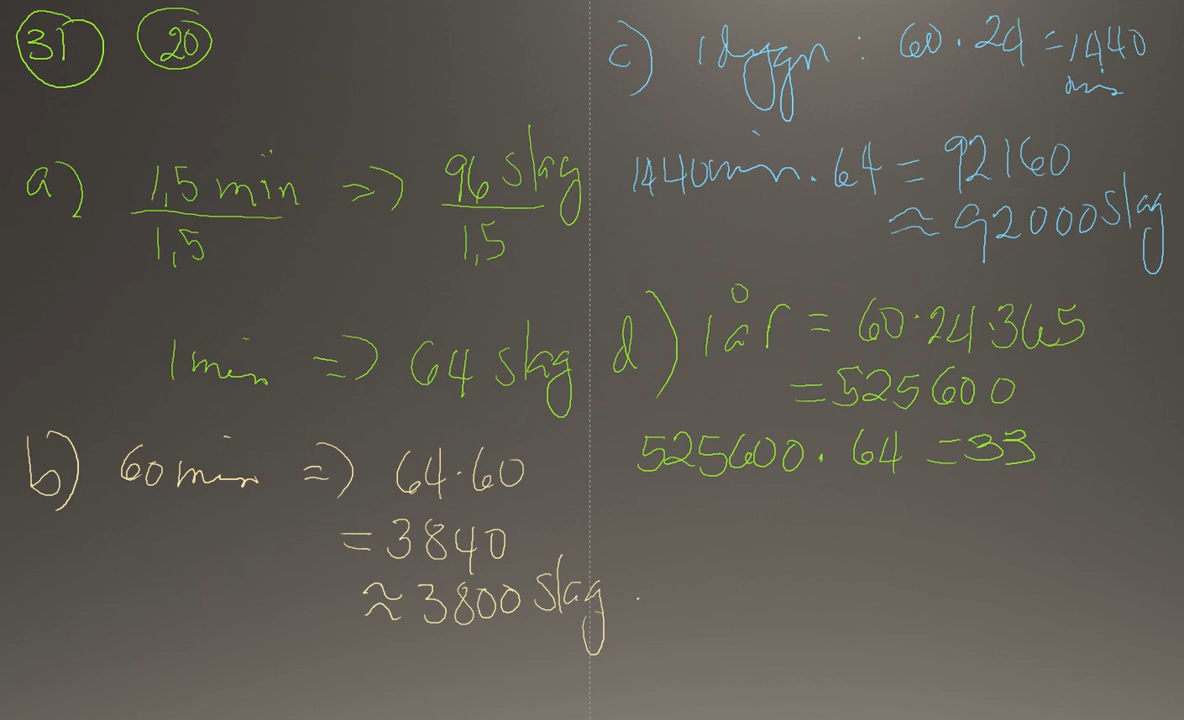 31 20
a) 1,5 min => 96 slag
1,5 1,5
1 min => 64 slag
b) 60 min => 64·60
= 3840
≈ 3800 slag.
c) 1 dygn : 60 · 24 = 1440
min
1440 min · 64 = 92160
≈ 92000 slag
d) 1 år = 60·24·365
= 525600
525600 · 64 = 33